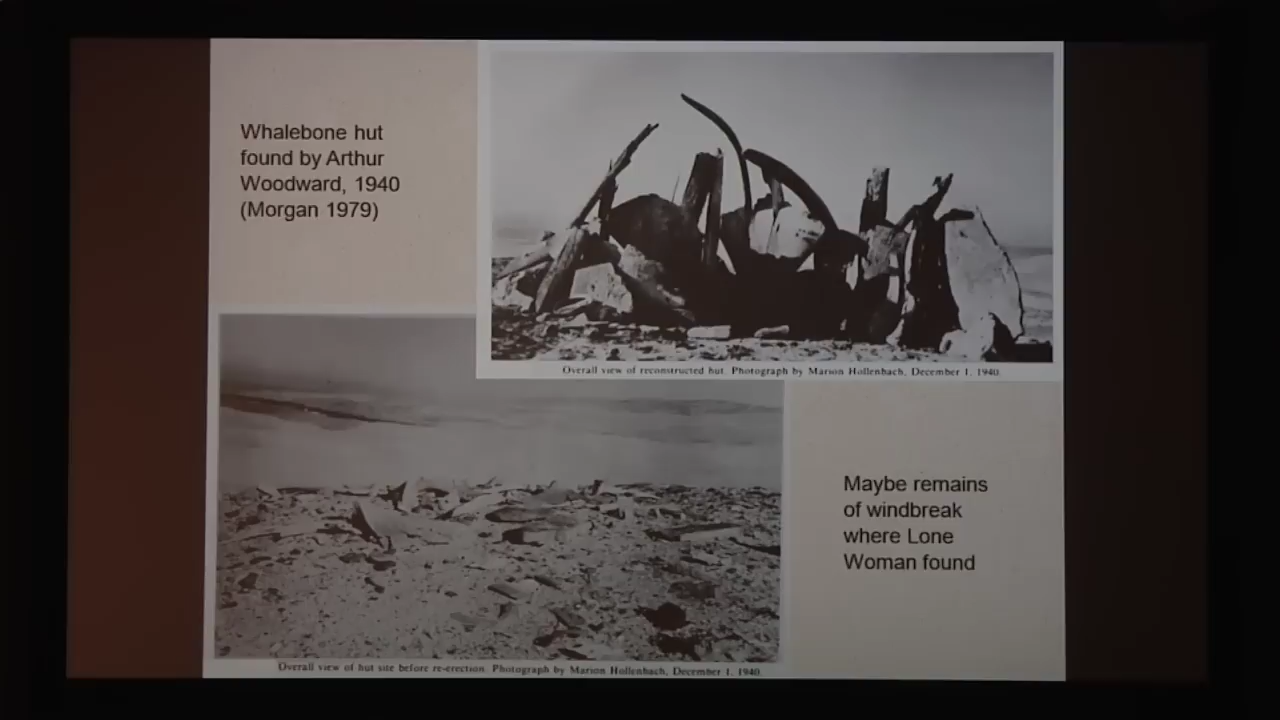 Whalebone hut
found by Arthur
Woodward, 1940
(Morgan 1979)
Overall view of reconstructed hut. Photograph by Marion Hollenbach, December 1, 1940.
Maybe remains
of windbreak
where Lone
Woman found
Overall view of hut site before re-erection. Photograph by Marion Hollenbach, December 1, 1940.